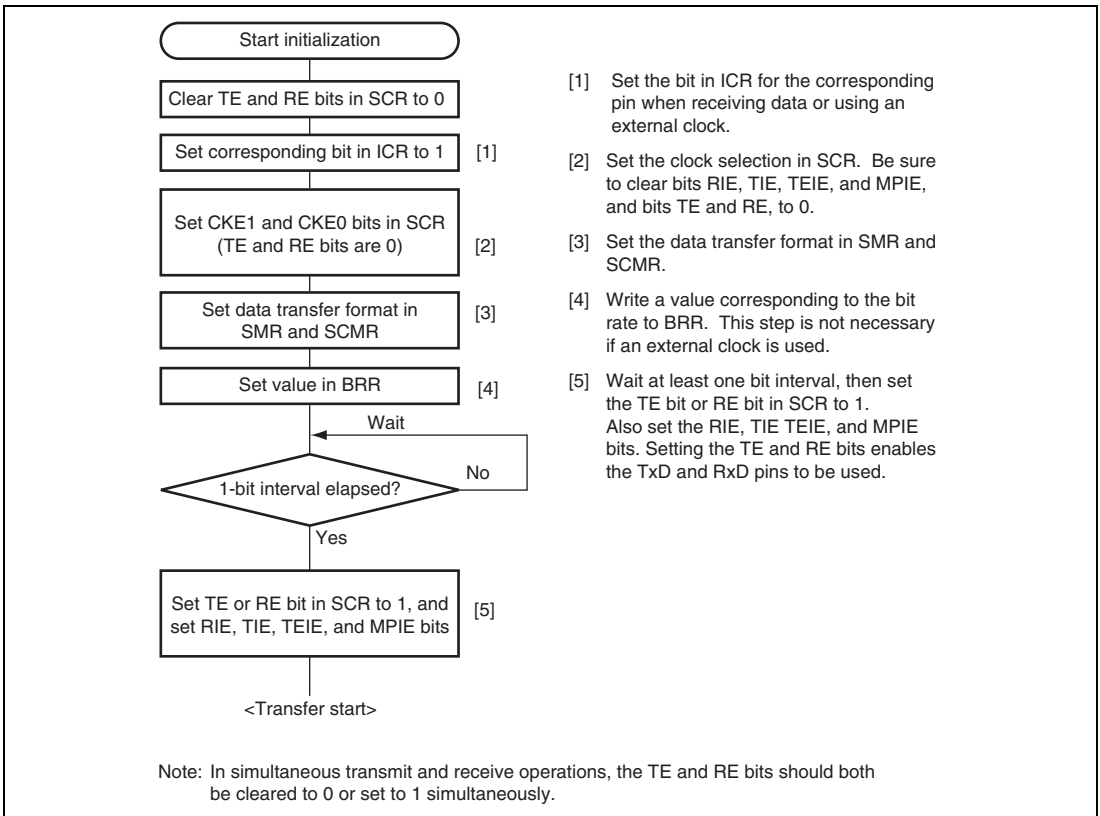 Start initialization
Clear TE and RE bits in SCR to 0
Set corresponding bit in ICR to 1
[1]
Set CKE1 and CKE0 bits in SCR
(TE and RE bits are 0)
[2]
Set data transfer format in
SMR and SCMR
[3]
Set value in BRR
[4]
Wait
No
1-bit interval elapsed?
Yes
Set TE or RE bit in SCR to 1, and
set RIE, TIE, TEIE, and MPIE bits
[5]
<Transfer start>
[1] Set the bit in ICR for the corresponding
pin when receiving data or using an
external clock.
[2] Set the clock selection in SCR. Be sure
to clear bits RIE, TIE, TEIE, and MPIE,
and bits TE and RE, to 0.
[3] Set the data transfer format in SMR and
SCMR.
[4] Write a value corresponding to the bit
rate to BRR. This step is not necessary
if an external clock is used.
[5] Wait at least one bit interval, then set
the TE bit or RE bit in SCR to 1.
Also set the RIE, TIE TEIE, and MPIE
bits. Setting the TE and RE bits enables
the TxD and RxD pins to be used.
Note: In simultaneous transmit and receive operations, the TE and RE bits should both
be cleared to 0 or set to 1 simultaneously.